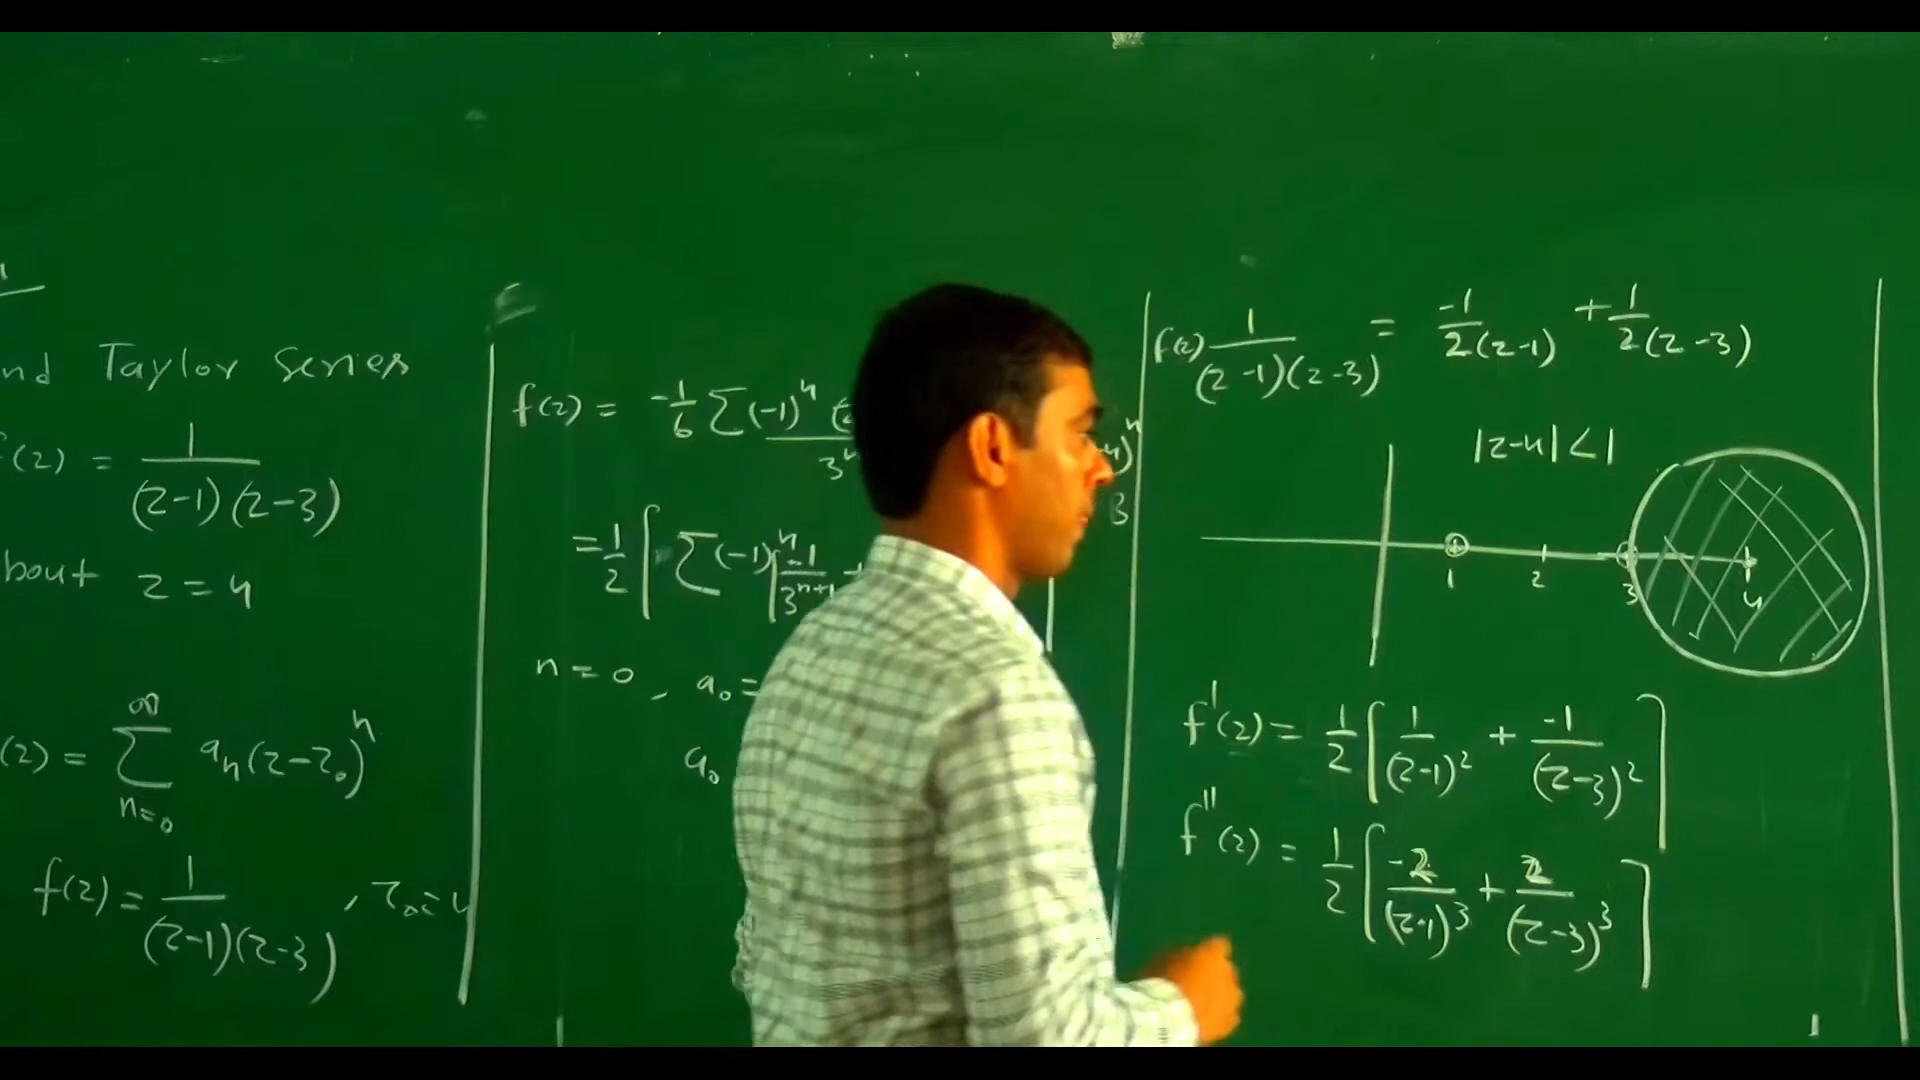 nd Taylor Series
f(z) = 1/((z-1)(z-3))
bout z = 4
(z) = ∑_{n=0}^{∞} a_n (z-z_0)^n
f(z) = 1/((z-1)(z-3)), z_0 = 4
f(z) = -1/6 ∑ (-1)^n
= 1/2 [ ∑ (-1)^n [ -1/3^{n+1} +
n = 0, a_0 =
a_0
f(z) 1/((z-1)(z-3)) = -1/(2(z-1)) + 1/(2(z-3))
|z-4| < 1
1 2 3 4
f'(z) = 1/2 [ 1/(z-1)^2 + -1/(z-3)^2 ]
f''(z) = 1/2 [ -2/(z-1)^3 + 2/(z-3)^3 ]